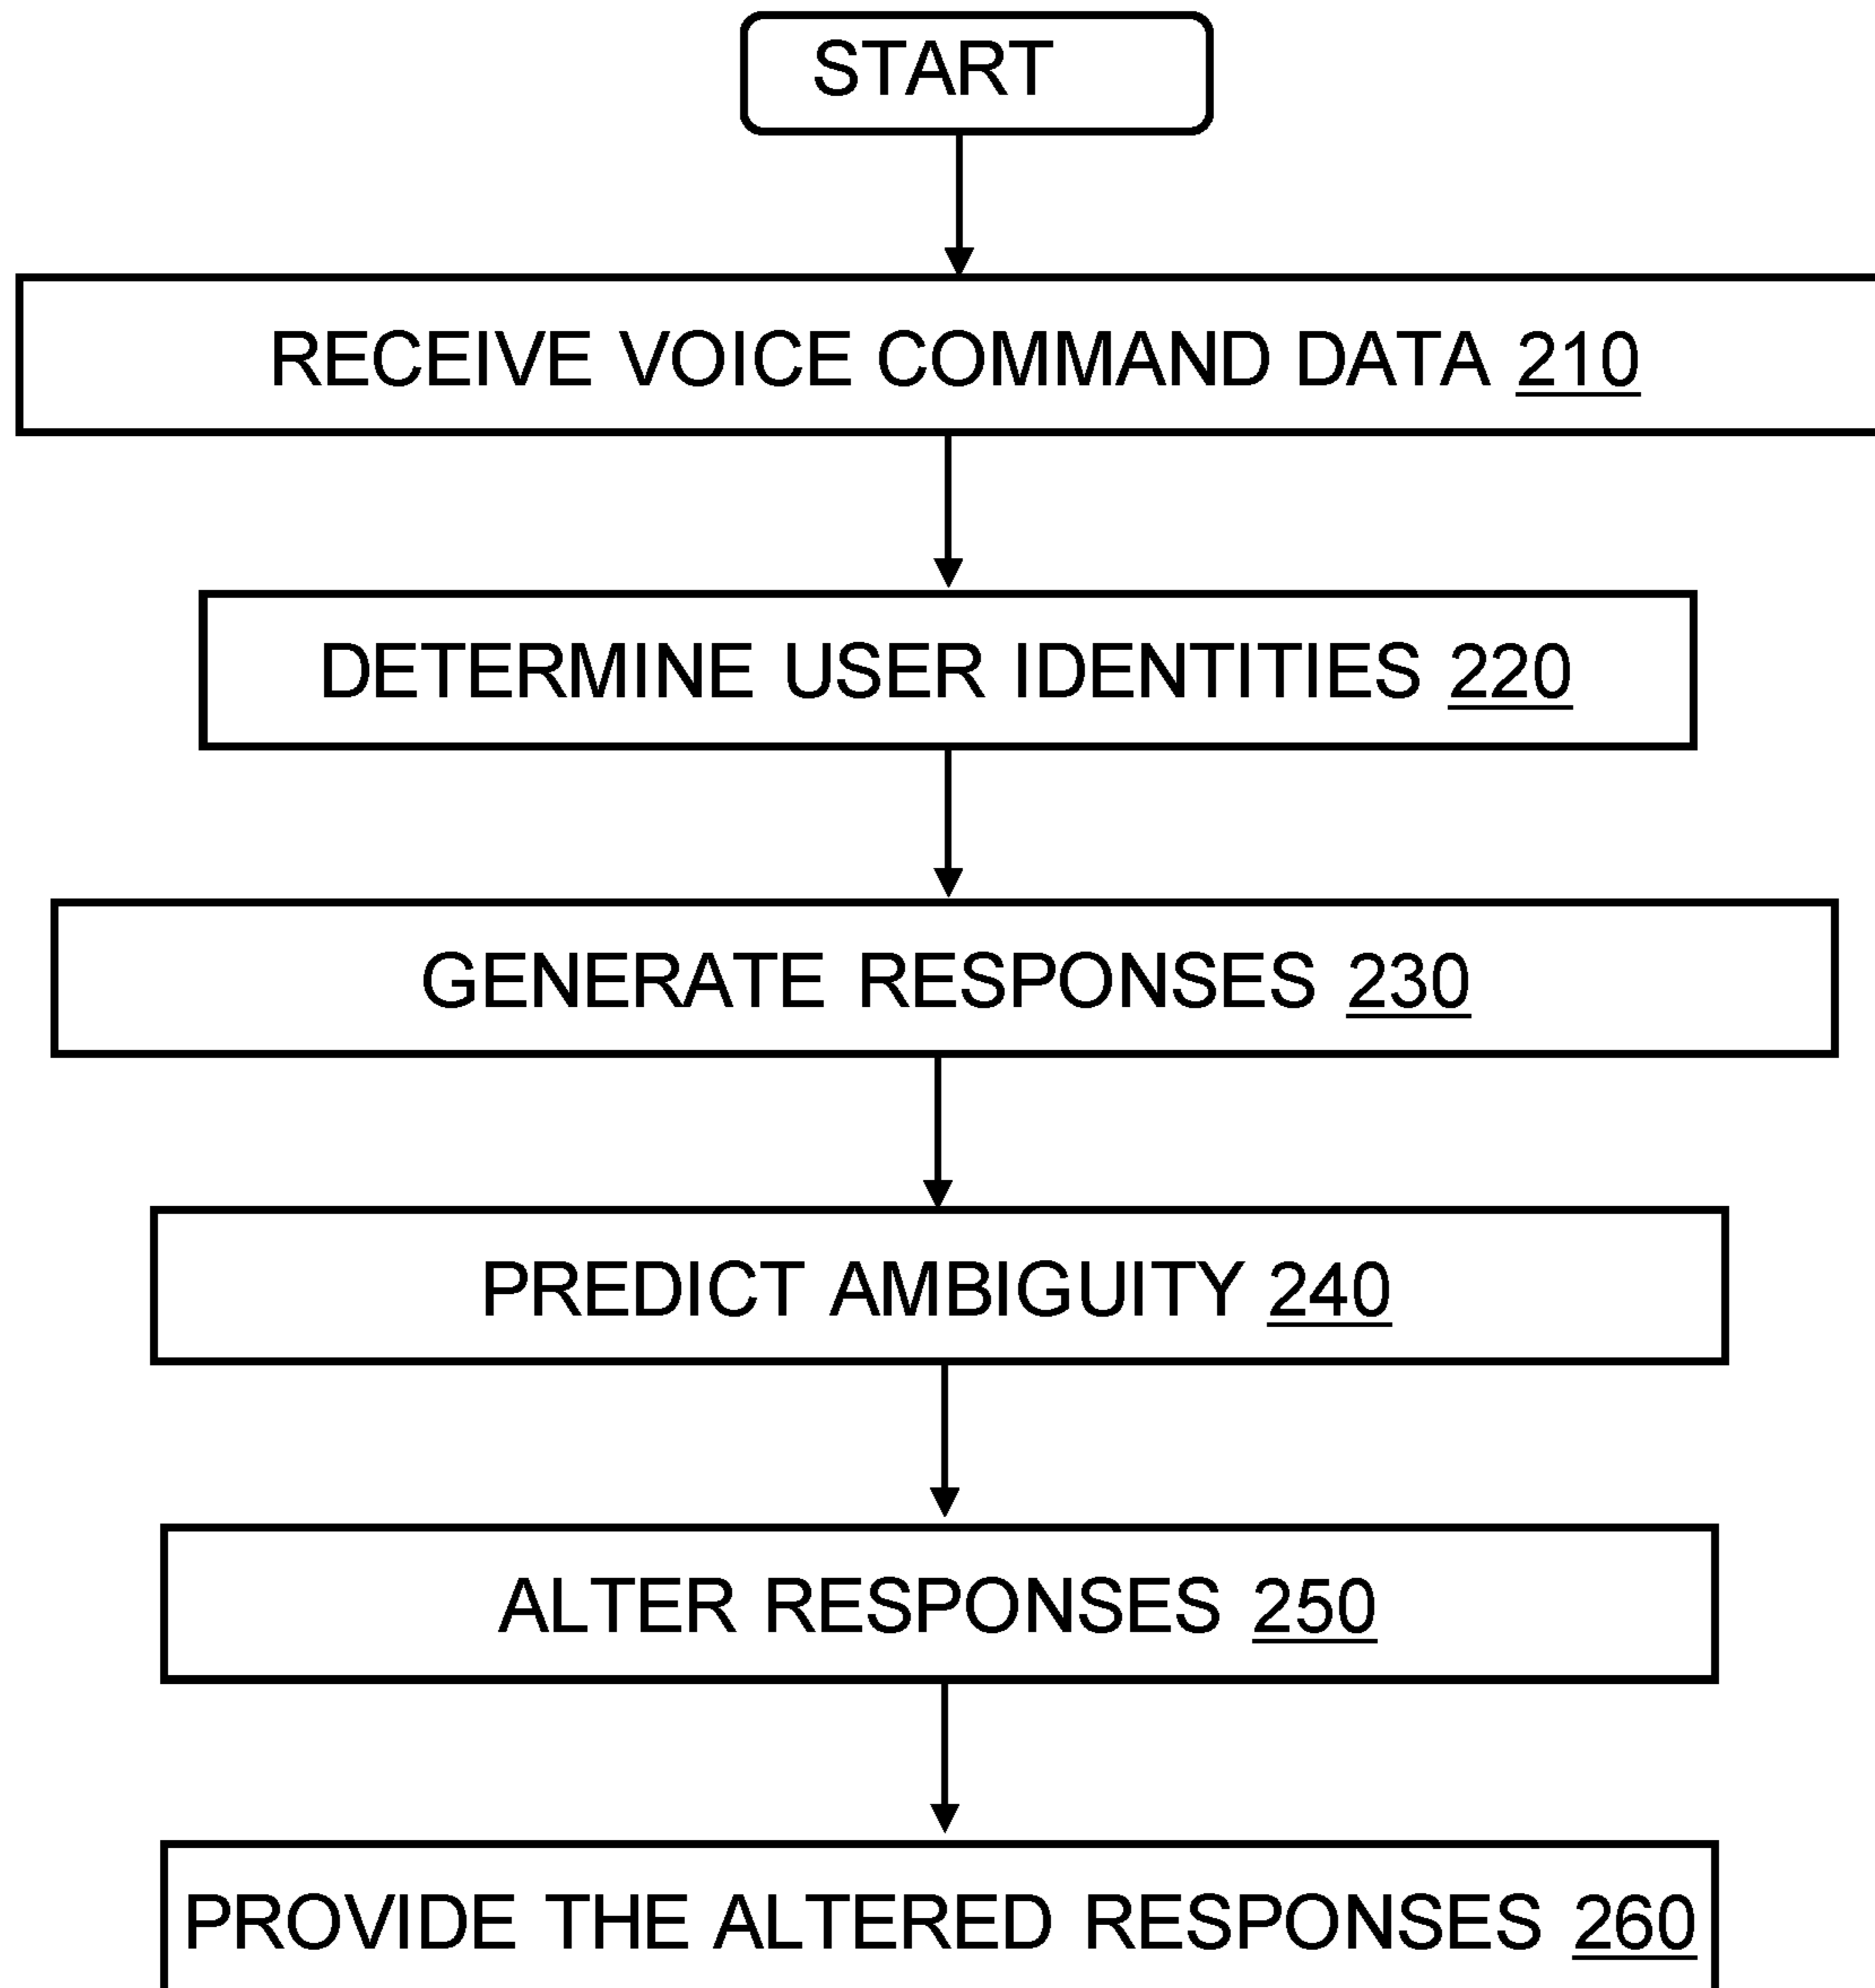 START
RECEIVE VOICE COMMAND DATA 210
DETERMINE USER IDENTITIES 220
GENERATE RESPONSES 230
PREDICT AMBIGUITY 240
ALTER RESPONSES 250
PROVIDE THE ALTERED RESPONSES 260